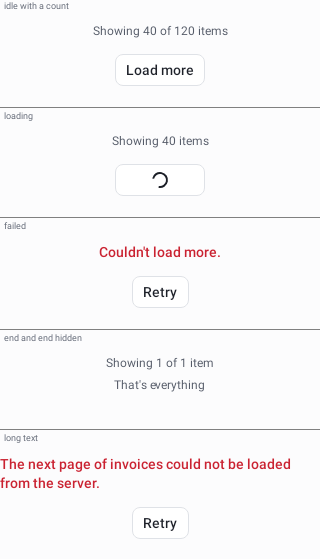 idle with a count
Showing 40 of 120 items
Load more
loading
Showing 40 items
failed
Couldn't load more.
Retry
end and end hidden
Showing 1 of 1 item
That's everything
long text
The next page of invoices could not be loaded
from the server.
Retry